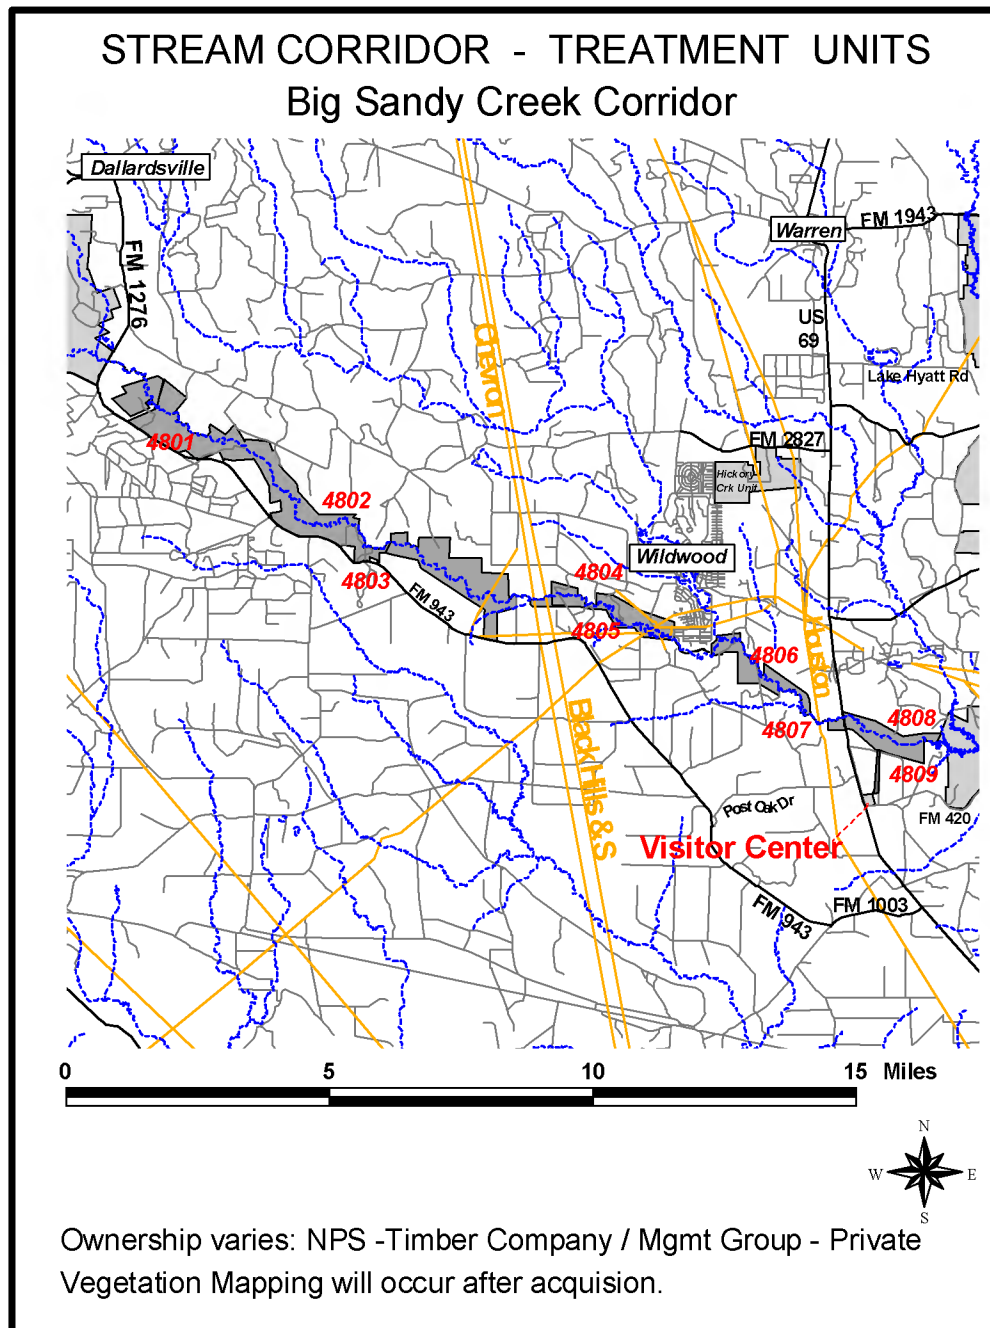 STREAM CORRIDOR - TREATMENT UNITS
Big Sandy Creek Corridor
Dallardsville
FM 1276
Chevron
Warren
FM 1943
US
69
Lake Hyatt Rd
FM 2827
Hickory
Crk Unit
4801
4802
4803
FM 943
Wildwood
4804
4805
4806
4807
Houston
4808
4809
Black Hills & S
Post Oak Dr
FM 420
Visitor Center
FM 943
FM 1003
0 5 10 15 Miles
N
W E
S
Ownership varies: NPS -Timber Company / Mgmt Group - Private
Vegetation Mapping will occur after acquision.